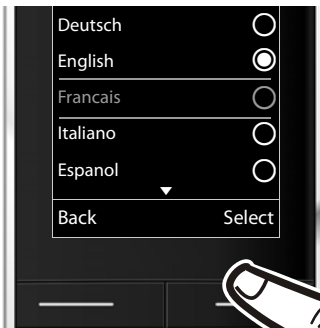 Deutsch
English
Francais
Italiano
Espanol
Back Select